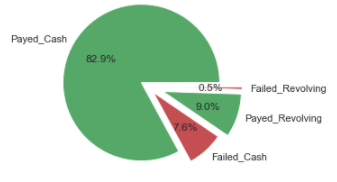 Payed_Cash
82.9%
0.5%
Failed_Revolving
9.0%
Payed_Revolving
7.6%
Failed_Cash